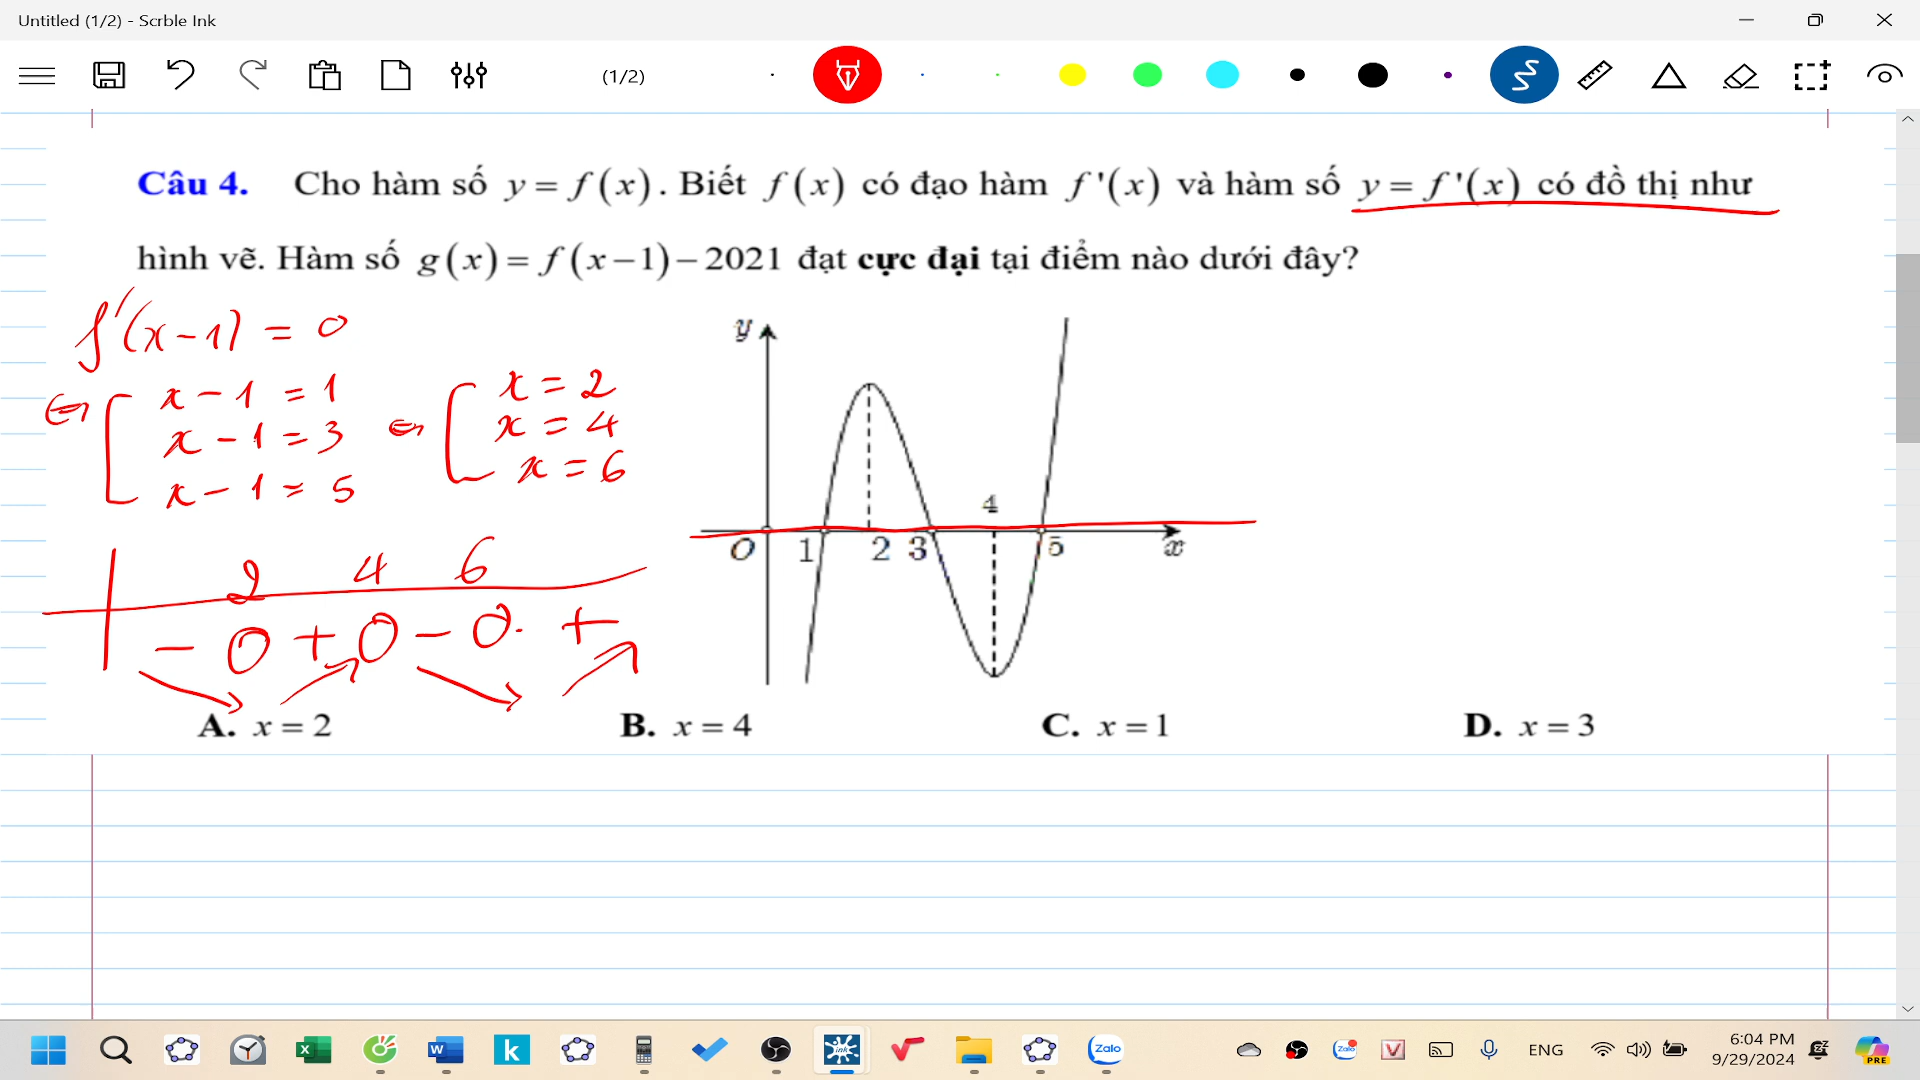 Untitled (1/2) - Scrble Ink
(1/2)
Câu 4. Cho hàm số y = f(x). Biết f(x) có đạo hàm f'(x) và hàm số y = f'(x) có đồ thị như
hình vẽ. Hàm số g(x) = f(x−1) − 2021 đạt cực đại tại điểm nào dưới đây?
f'(x-1) = 0
⇔ [ x - 1 = 1 ⇔ [ x = 2
x - 1 = 3 x = 4
x - 1 = 5 x = 6
2 4 6
- 0 + 0 - 0 +
y
4
O 1 2 3 5 x
A. x = 2 B. x = 4 C. x = 1 D. x = 3
Zalo
ENG
6:04 PM
9/29/2024
PRE